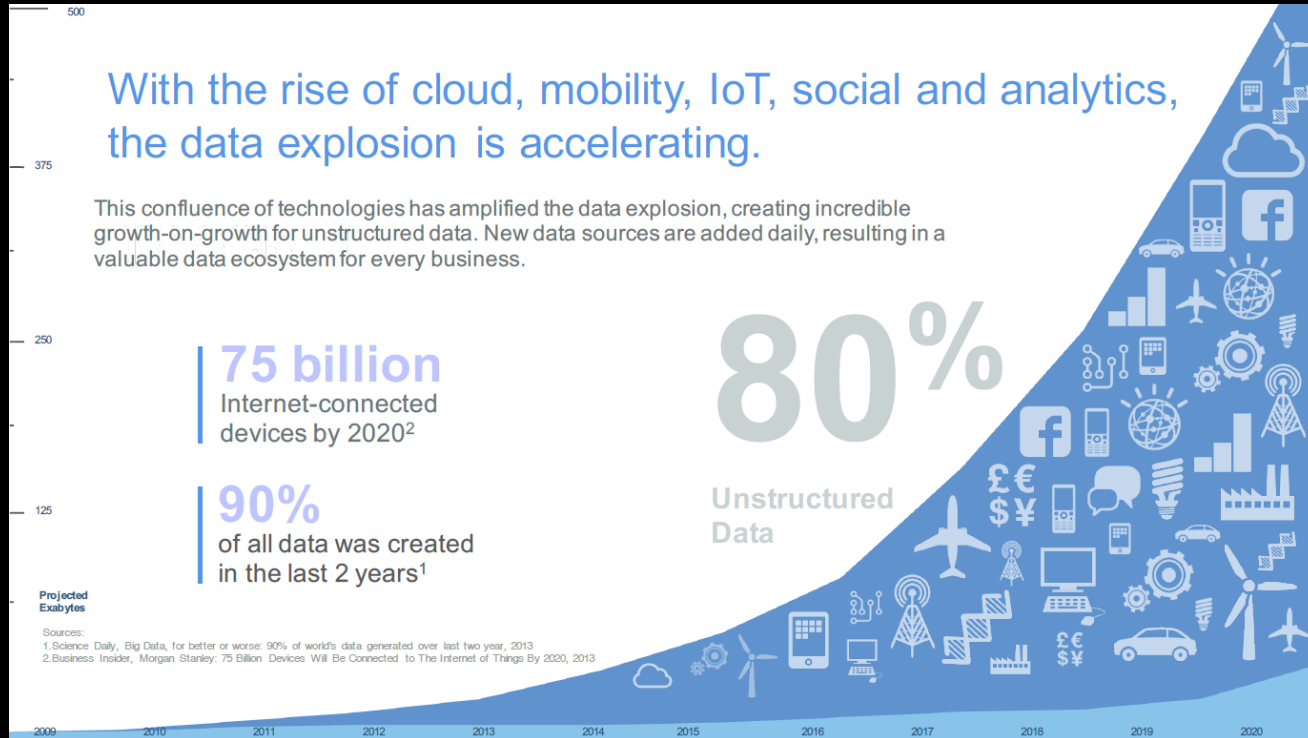 500
With the rise of cloud, mobility, IoT, social and analytics,
the data explosion is accelerating.
375
This confluence of technologies has amplified the data explosion, creating incredible
growth-on-growth for unstructured data. New data sources are added daily, resulting in a
valuable data ecosystem for every business.
250
75 billion
Internet-connected
devices by 2020²
80%
Unstructured
Data
125
90%
of all data was created
in the last 2 years¹
Projected
Exabytes
Sources:
1.Science Daily, Big Data, for better or worse: 90% of world's data generated over last two year, 2013
2.Business Insider, Morgan Stanley: 75 Billion Devices Will Be Connected to The Internet of Things By 2020, 2013
£€
$¥
£€
$¥
2009 2010 2011 2012 2013 2014 2015 2016 2017 2018 2019 2020